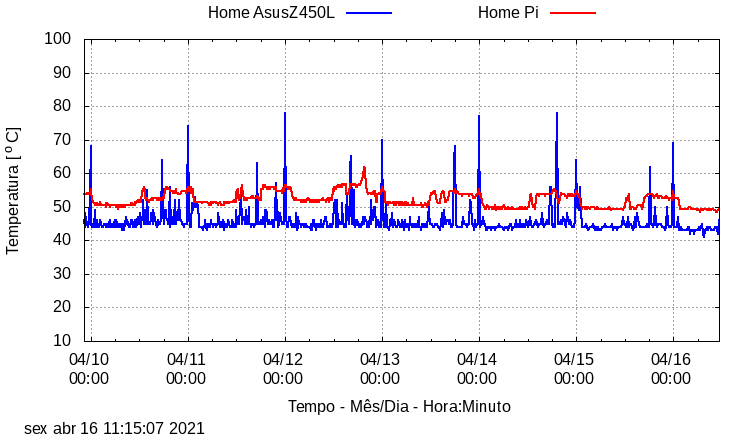 Home AsusZ450L Home Pi
100
90
80
70
60
50
40
30
20
10
Temperatura [ º C]
04/10 04/11 04/12 04/13 04/14 04/15 04/16
00:00 00:00 00:00 00:00 00:00 00:00 00:00
Tempo - Mês/Dia - Hora:Minuto
sex abr 16 11:15:07 2021